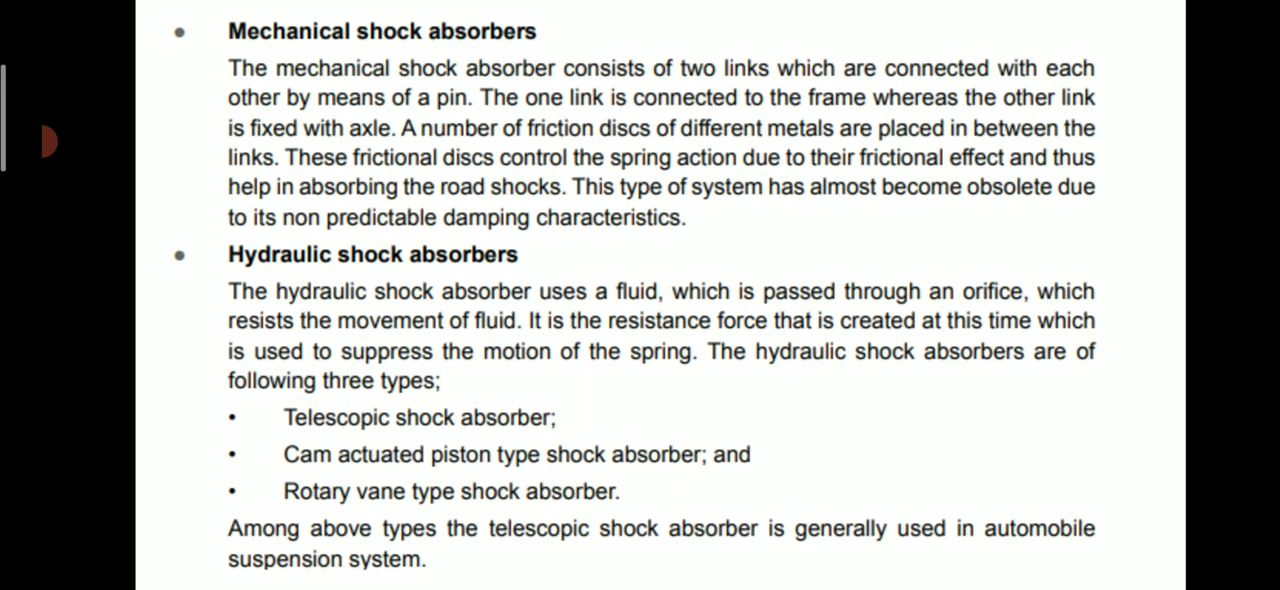 ● Mechanical shock absorbers
The mechanical shock absorber consists of two links which are connected with each
other by means of a pin. The one link is connected to the frame whereas the other link
is fixed with axle. A number of friction discs of different metals are placed in between the
links. These frictional discs control the spring action due to their frictional effect and thus
help in absorbing the road shocks. This type of system has almost become obsolete due
to its non predictable damping characteristics.
● Hydraulic shock absorbers
The hydraulic shock absorber uses a fluid, which is passed through an orifice, which
resists the movement of fluid. It is the resistance force that is created at this time which
is used to suppress the motion of the spring. The hydraulic shock absorbers are of
following three types;
• Telescopic shock absorber;
• Cam actuated piston type shock absorber; and
• Rotary vane type shock absorber.
Among above types the telescopic shock absorber is generally used in automobile
suspension system.